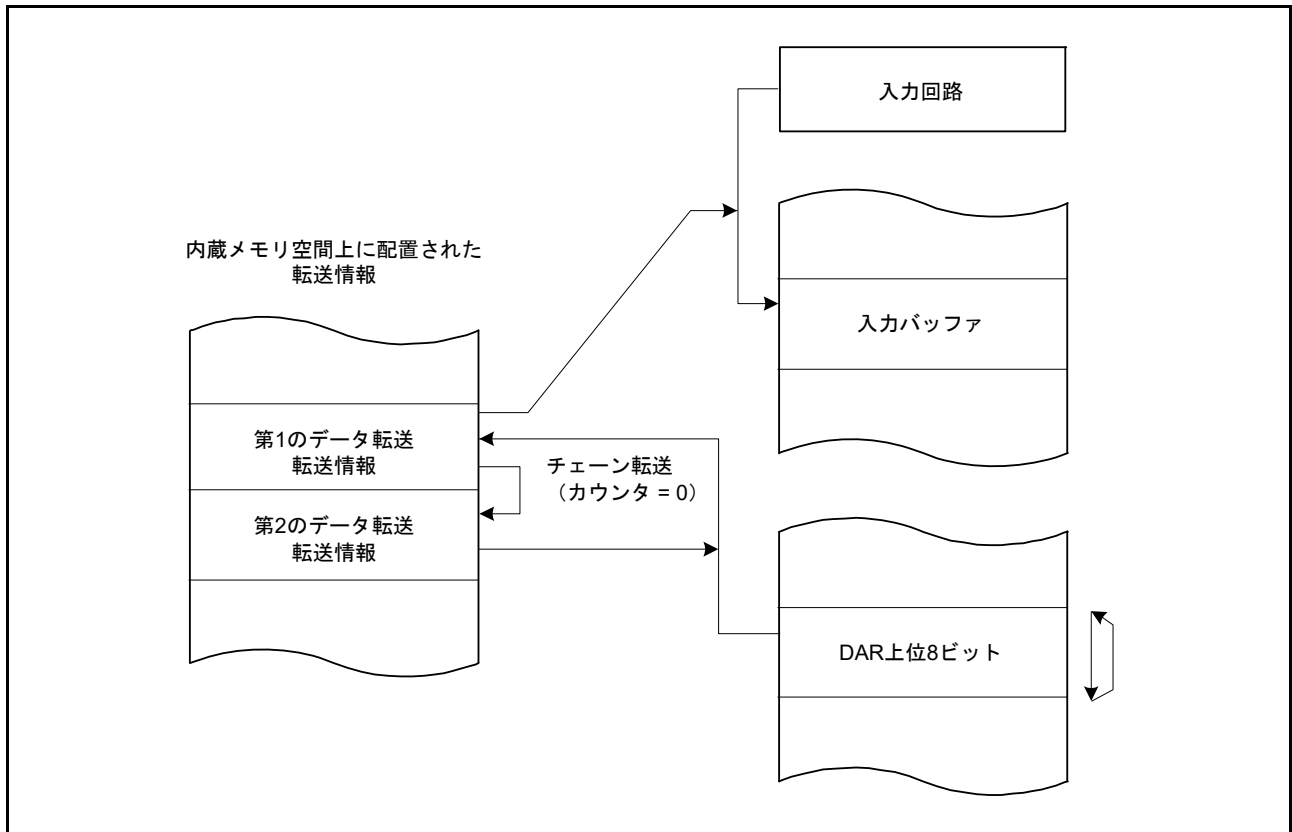 入力回路
内蔵メモリ空間上に配置された
転送情報
入力バッファ
第1のデータ転送
転送情報
チェーン転送
（カウンタ = 0）
第2のデータ転送
転送情報
DAR上位8ビット